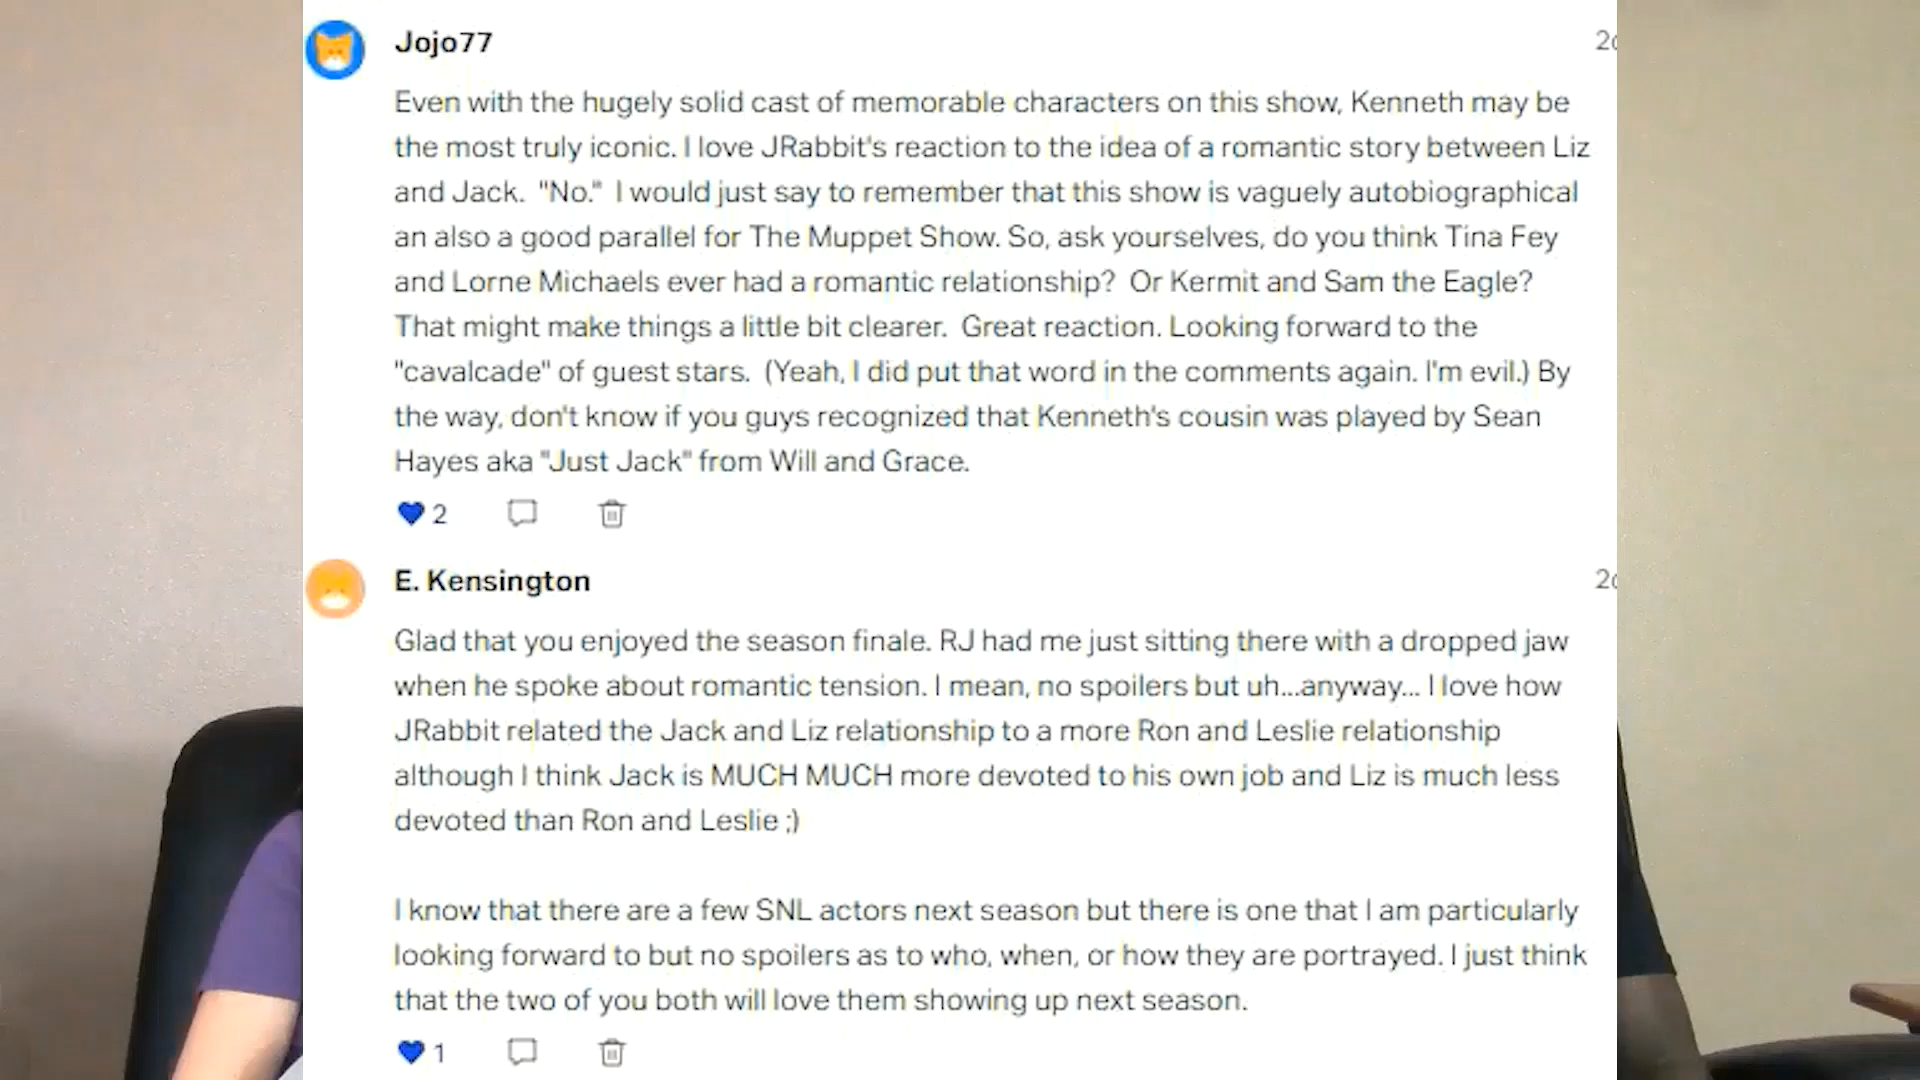 Jojo77
Even with the hugely solid cast of memorable characters on this show, Kenneth may be
the most truly iconic. I love JRabbit's reaction to the idea of a romantic story between Liz
and Jack.  "No."  I would just say to remember that this show is vaguely autobiographical
an also a good parallel for The Muppet Show. So, ask yourselves, do you think Tina Fey
and Lorne Michaels ever had a romantic relationship?  Or Kermit and Sam the Eagle?
That might make things a little bit clearer.  Great reaction. Looking forward to the
"cavalcade" of guest stars.  (Yeah, I did put that word in the comments again. I'm evil.) By
the way, don't know if you guys recognized that Kenneth's cousin was played by Sean
Hayes aka "Just Jack" from Will and Grace.
2
E. Kensington
Glad that you enjoyed the season finale. RJ had me just sitting there with a dropped jaw
when he spoke about romantic tension. I mean, no spoilers but uh...anyway... I love how
JRabbit related the Jack and Liz relationship to a more Ron and Leslie relationship
although I think Jack is MUCH MUCH more devoted to his own job and Liz is much less
devoted than Ron and Leslie ;)
I know that there are a few SNL actors next season but there is one that I am particularly
looking forward to but no spoilers as to who, when, or how they are portrayed. I just think
that the two of you both will love them showing up next season.
1